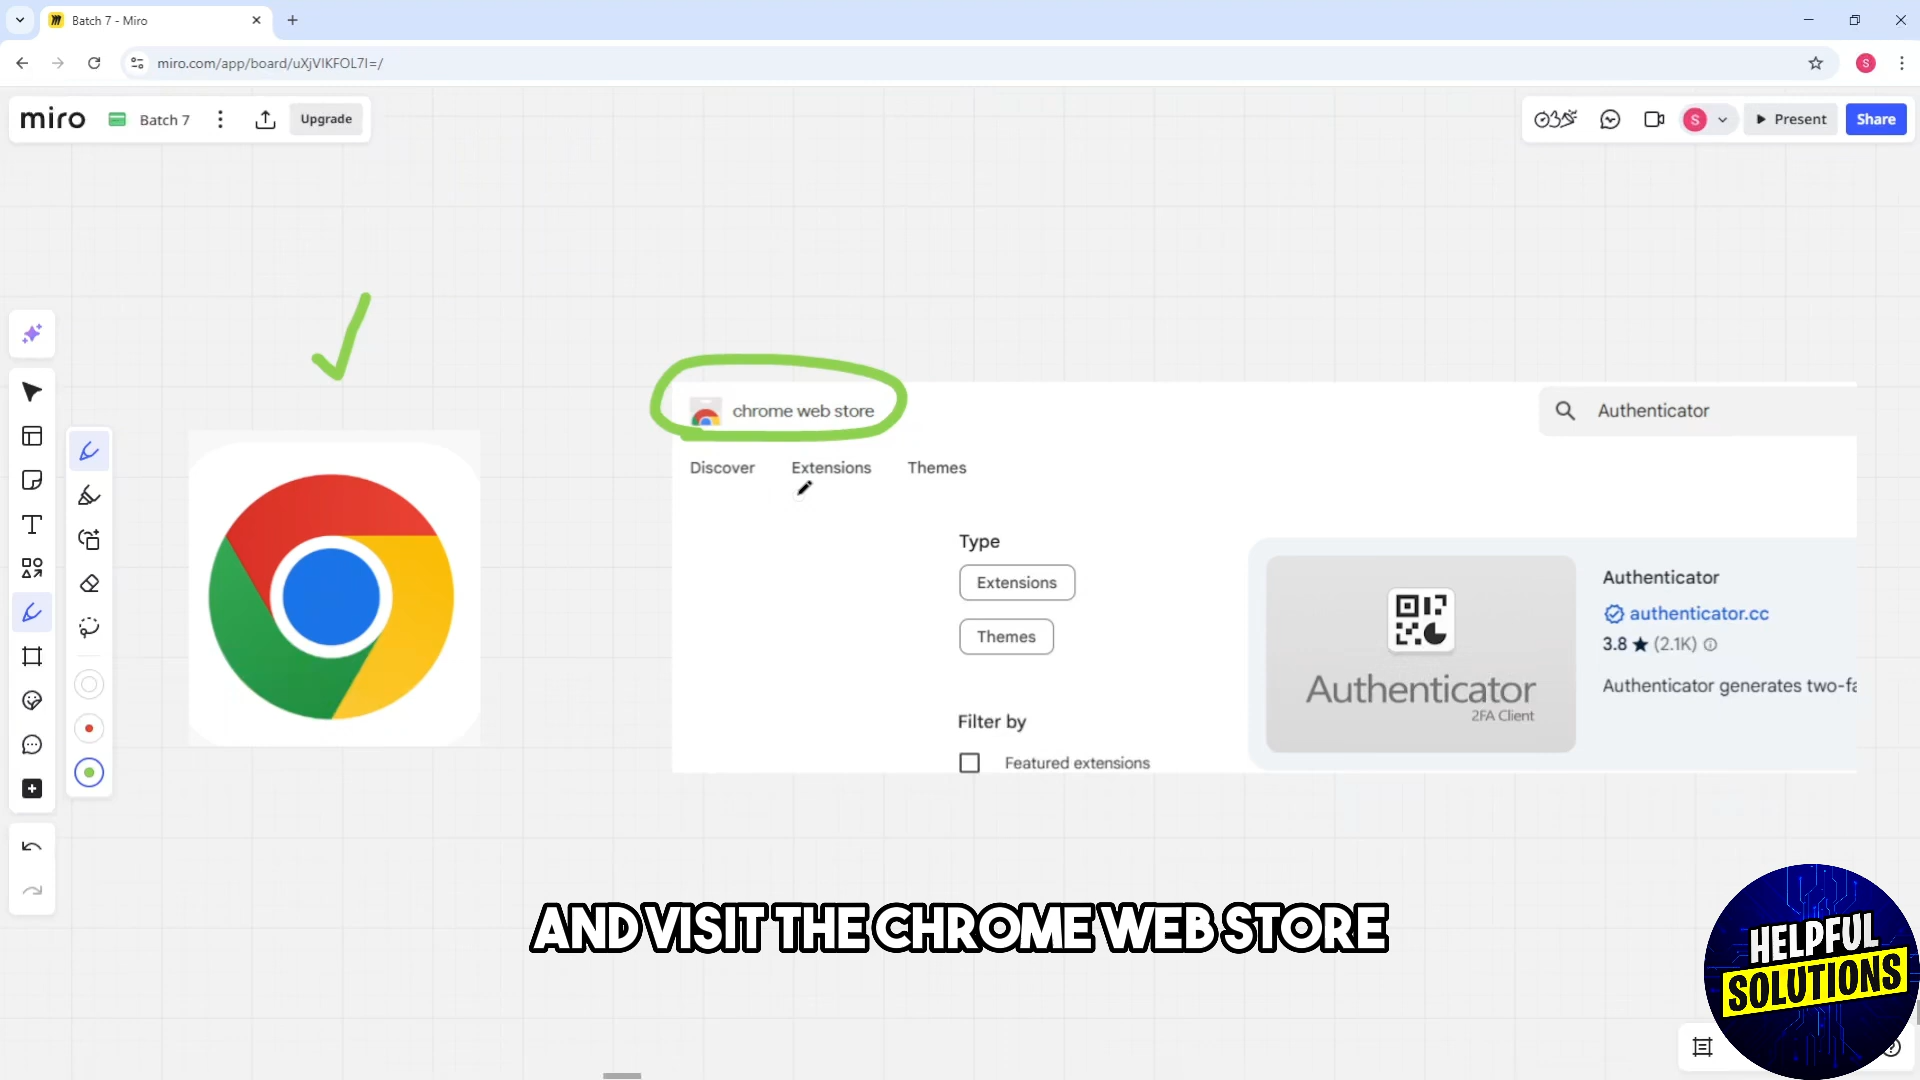 Batch 7 - Miro
miro.com/app/board/uXjVIKFOL7I=/
S
miro
Batch 7
Upgrade
S
Present
Share
chrome web store
Authenticator
Discover
Extensions
Themes
Type
Extensions
Themes
Filter by
Featured extensions
Authenticator
2FA Client
Authenticator
authenticator.cc
3.8 ★ (2.1K)
Authenticator generates two-fa
AND VISIT THE CHROME WEB STORE
HELPFUL
SOLUTIONS